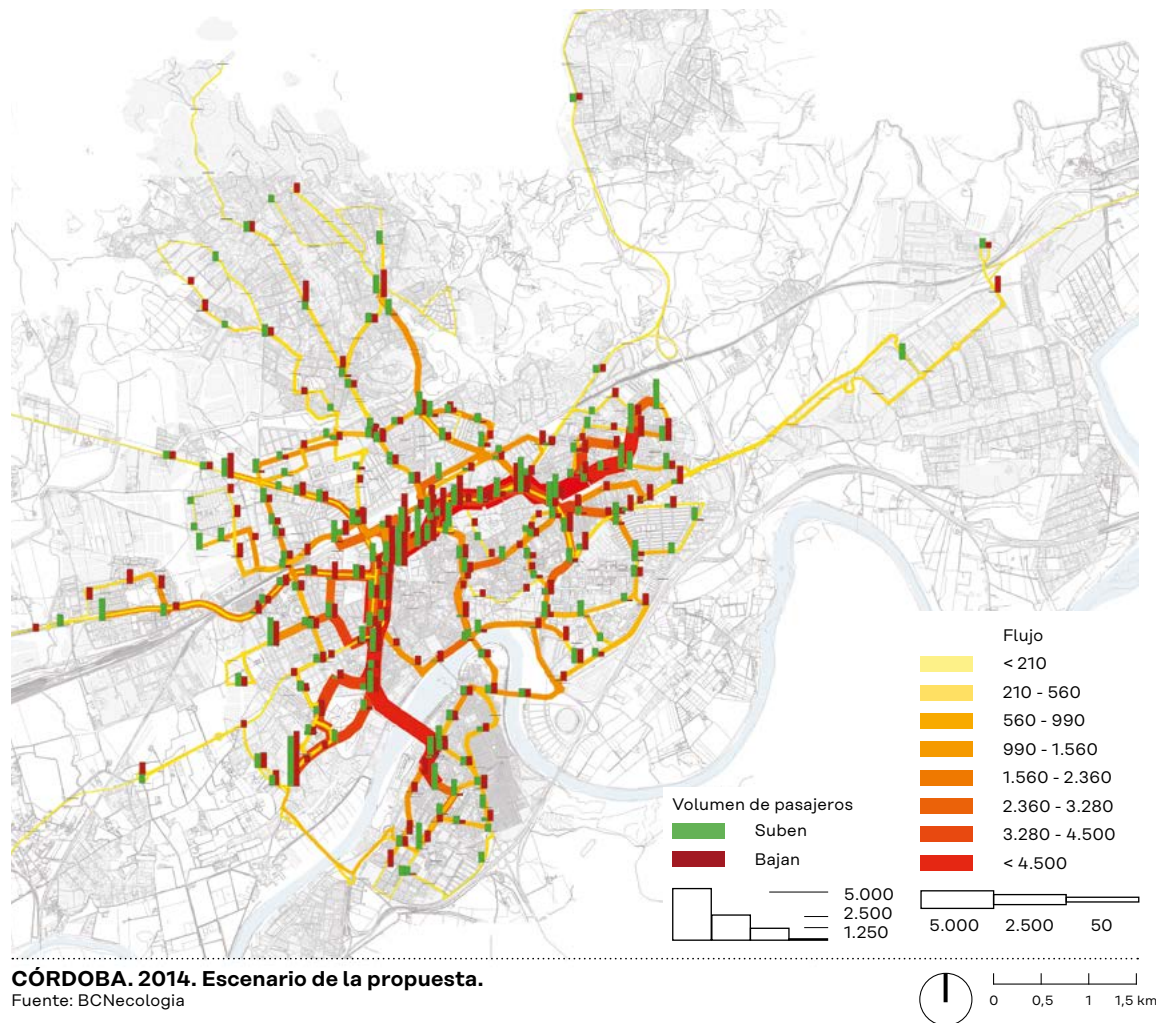 Flujo
< 210
210 - 560
560 - 990
990 - 1.560
1.560 - 2.360
2.360 - 3.280
3.280 - 4.500
< 4.500
5.000 2.500 50
Volumen de pasajeros
Suben
Bajan
5.000
2.500
1.250
CÓRDOBA. 2014. Escenario de la propuesta.
Fuente: BCNecologia
0 0,5 1 1,5 km